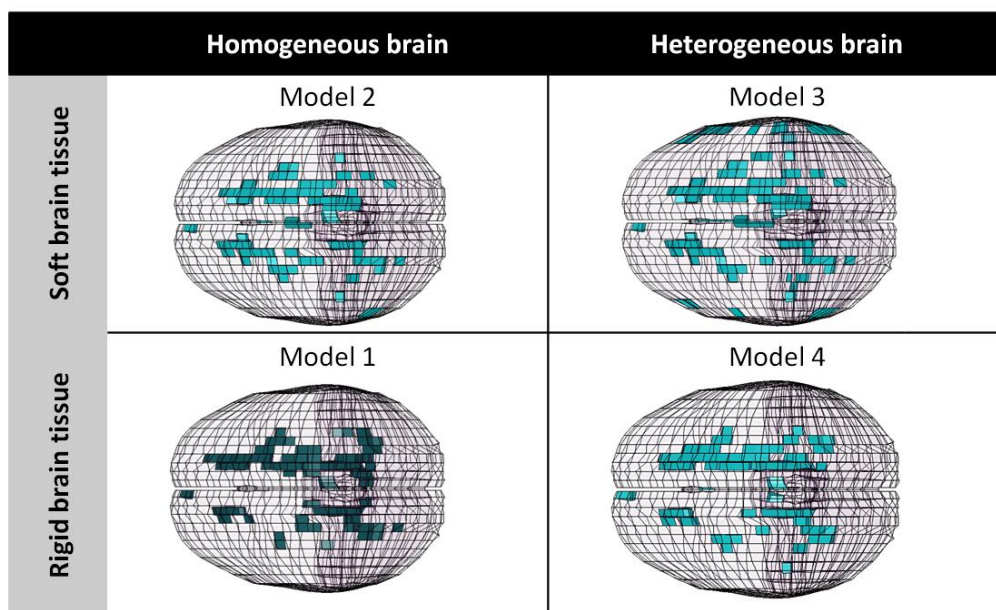 Homogeneous brain
Heterogeneous brain
Soft brain tissue
Model 2
Model 3
Rigid brain tissue
Model 1
Model 4